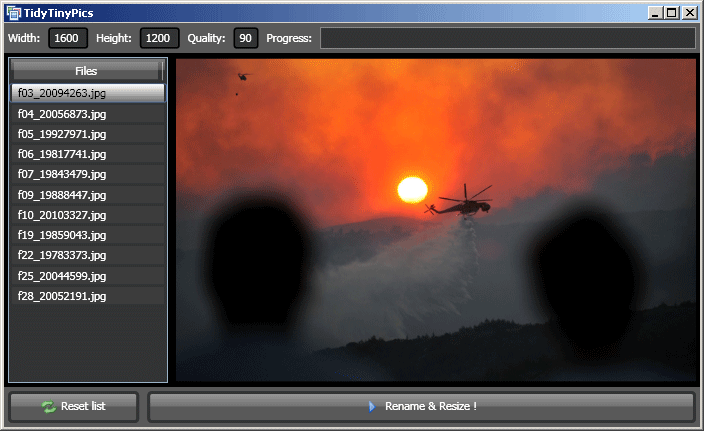 TidyTinyPics
Width: 1600 Height: 1200 Quality: 90 Progress:
Files
f03_20094263.jpg
f04_20056873.jpg
f05_19927971.jpg
f06_19817741.jpg
f07_19843479.jpg
f09_19888447.jpg
f10_20103327.jpg
f19_19859043.jpg
f22_19783373.jpg
f25_20044599.jpg
f28_20052191.jpg
Reset list
Rename & Resize !